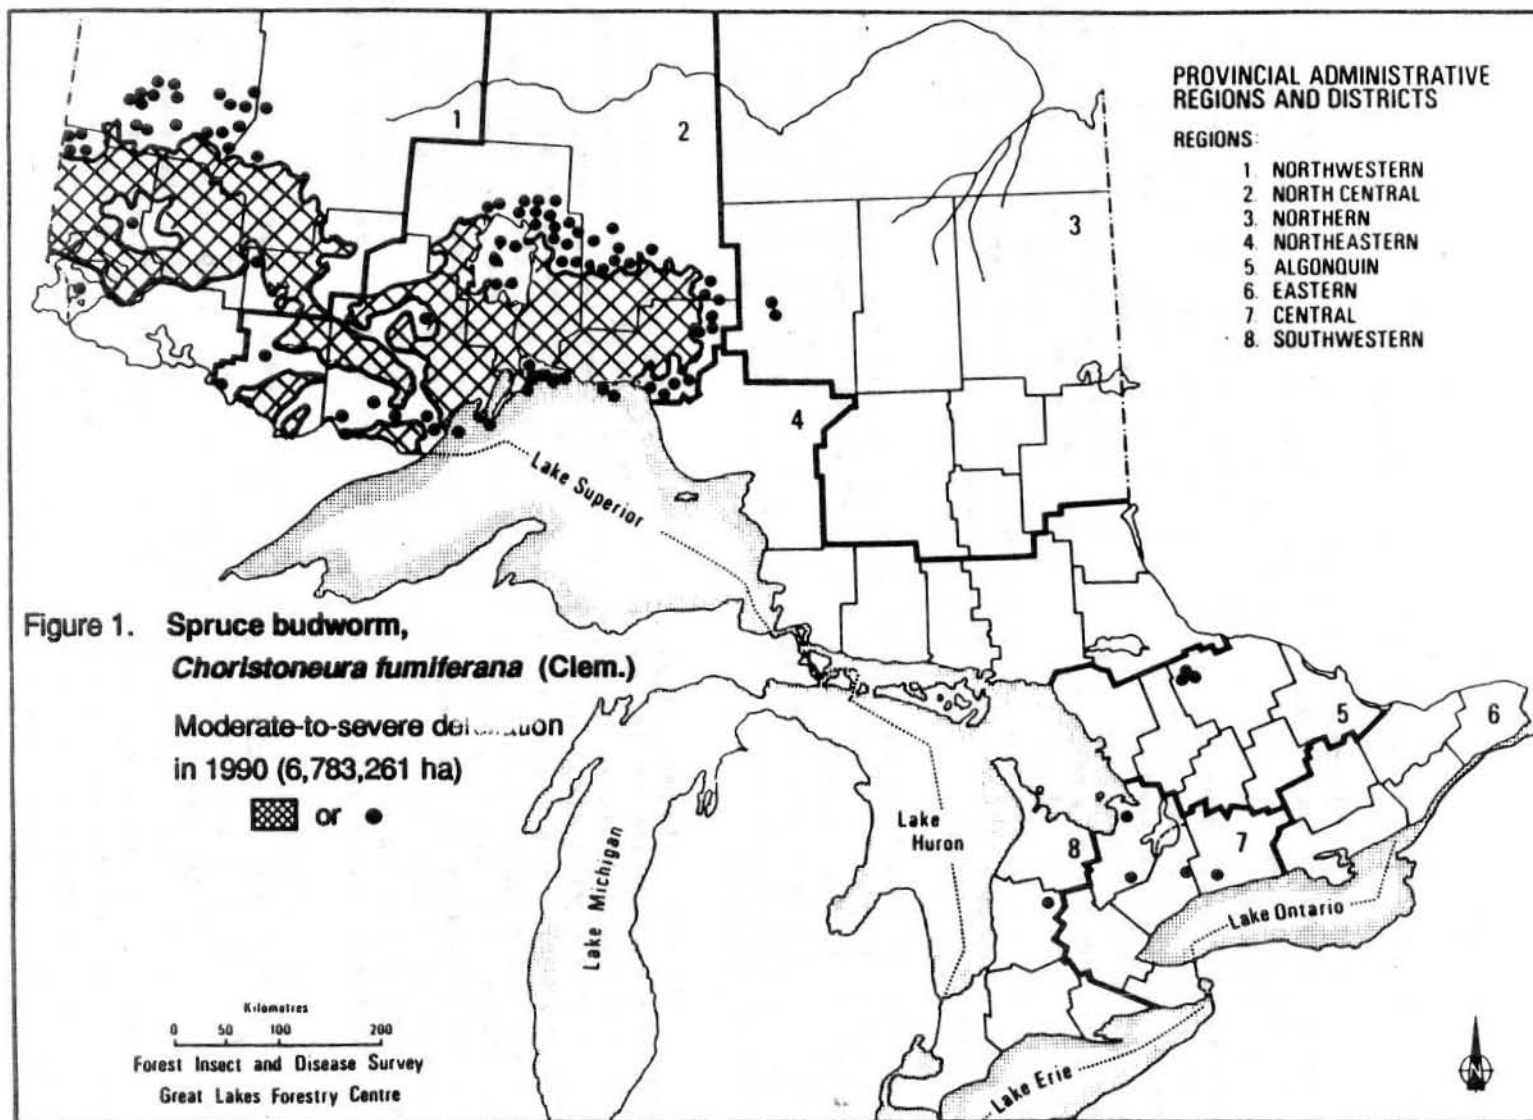 PROVINCIAL ADMINISTRATIVE
REGIONS AND DISTRICTS
REGIONS:
1. NORTHWESTERN
2. NORTH CENTRAL
3. NORTHERN
4. NORTHEASTERN
5. ALGONQUIN
6. EASTERN
7. CENTRAL
8. SOUTHWESTERN
1
2
3
4
Lake Superior
Figure 1. Spruce budworm,
Choristoneura fumiferana (Clem.)
Moderate-to-severe
in 1990 (6,783,261 ha)
or
5
6
7
8
Lake
Huron
Lake Michigan
Lake Ontario
Lake Erie
Kilometres
0 50 100 200
Forest Insect and Disease Survey
Great Lakes Forestry Centre